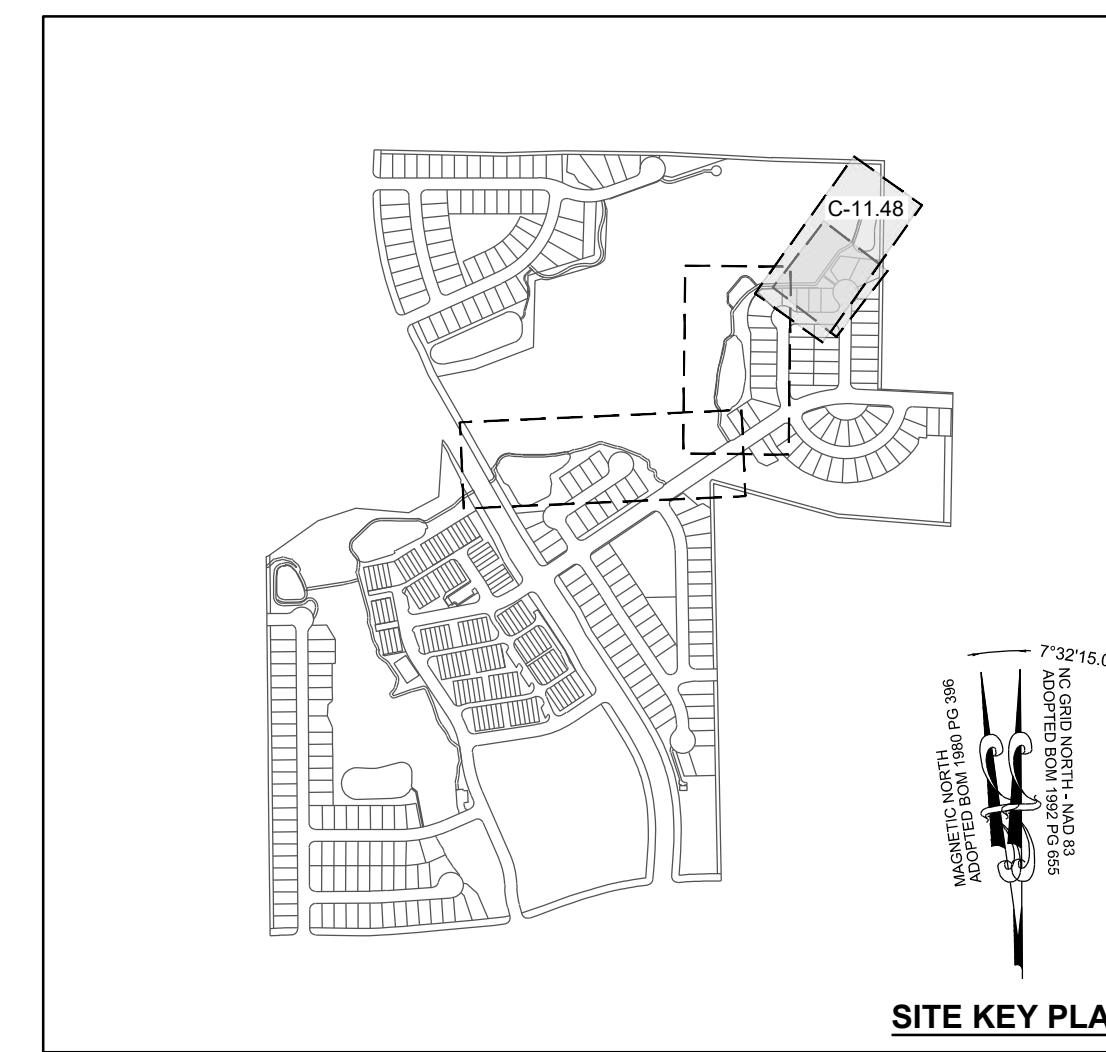 C-11.48
7°32'15.0
MAGNETIC NORTH
ADOPTED BOM 1980 PG 396
NC GRID NORTH - NAD 83
ADOPTED BOM 1992 PG 655
SITE KEY PLA